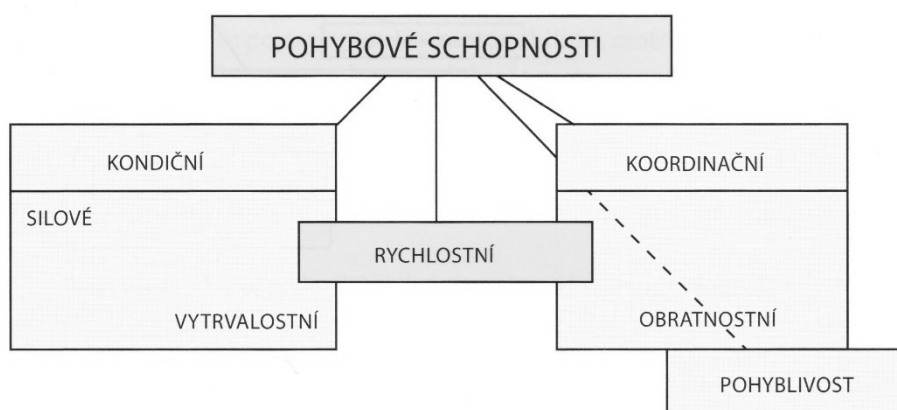 POHYBOVÉ SCHOPNOSTI
KONDIČNÍ
KOORDINAČNÍ
SILOVÉ
RYCHLOSTNÍ
VYTRVALOSTNÍ
OBRATNOSTNÍ
POHYBLIVOST